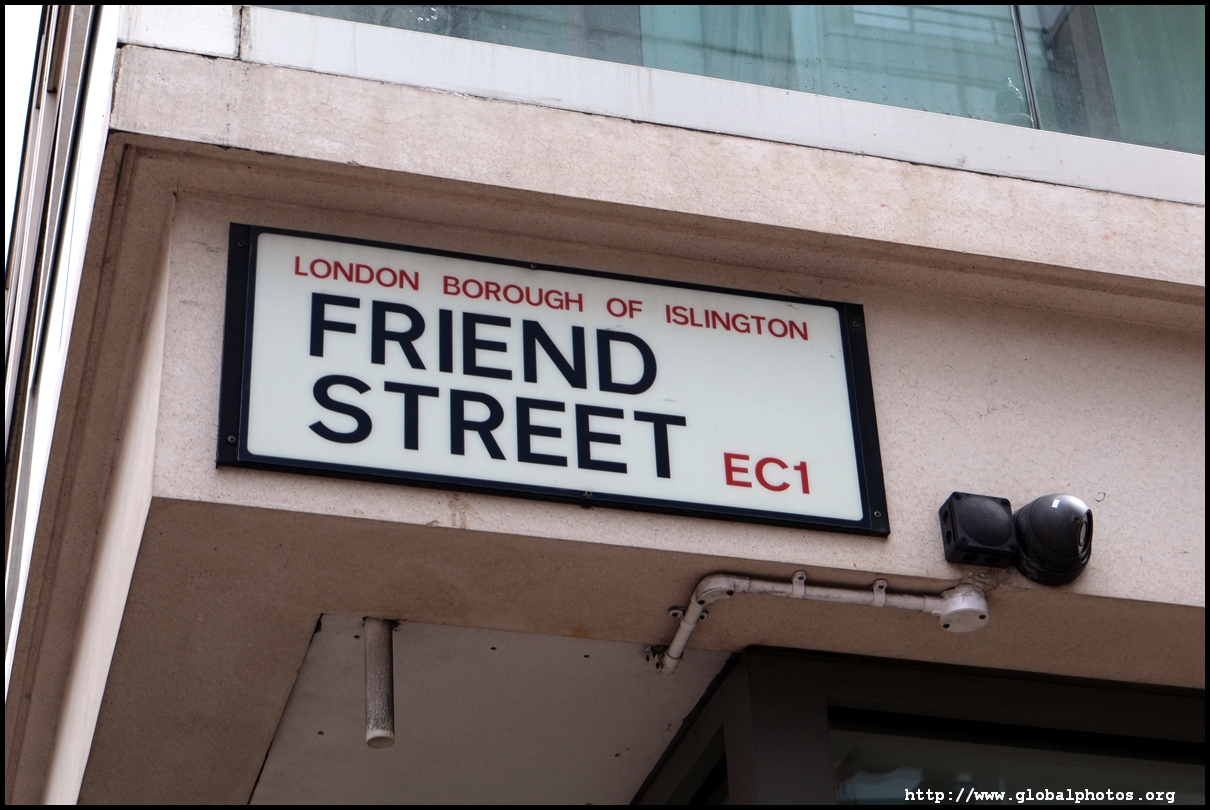 LONDON BOROUGH OF ISLINGTON
FRIEND
STREET
EC1
http://www.globalphotos.org